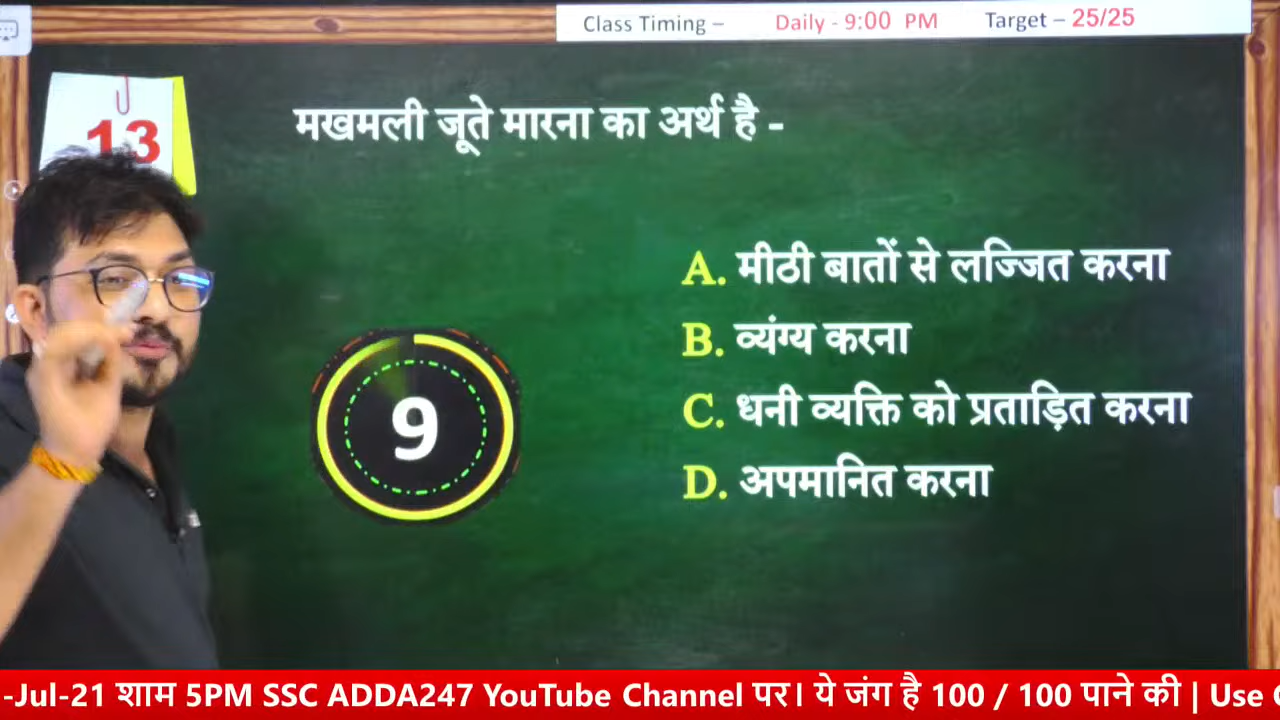 Class Timing – Daily - 9:00 PM Target – 25/25
13
मखमली जूते मारना का अर्थ है -
A. मीठी बातों से लज्जित करना
B. व्यंग्य करना
C. धनी व्यक्ति को प्रताड़ित करना
D. अपमानित करना
9
-Jul-21 शाम 5PM SSC ADDA247 YouTube Channel पर। ये जंग है 100 / 100 पाने की | Use